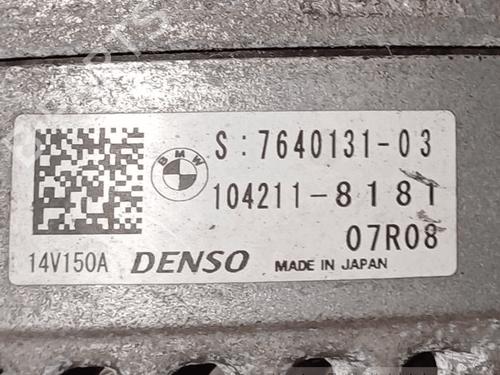 BMW
S:7640131-03
104211-8181
07R08
14V150A DENSO MADE IN JAPAN